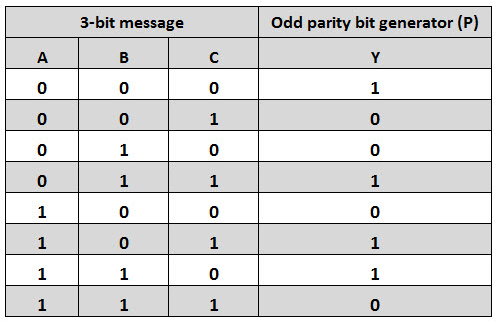 3-bit message Odd parity bit generator (P)
A B C Y
0 0 0 1
0 0 1 0
0 1 0 0
0 1 1 1
1 0 0 0
1 0 1 1
1 1 0 1
1 1 1 0